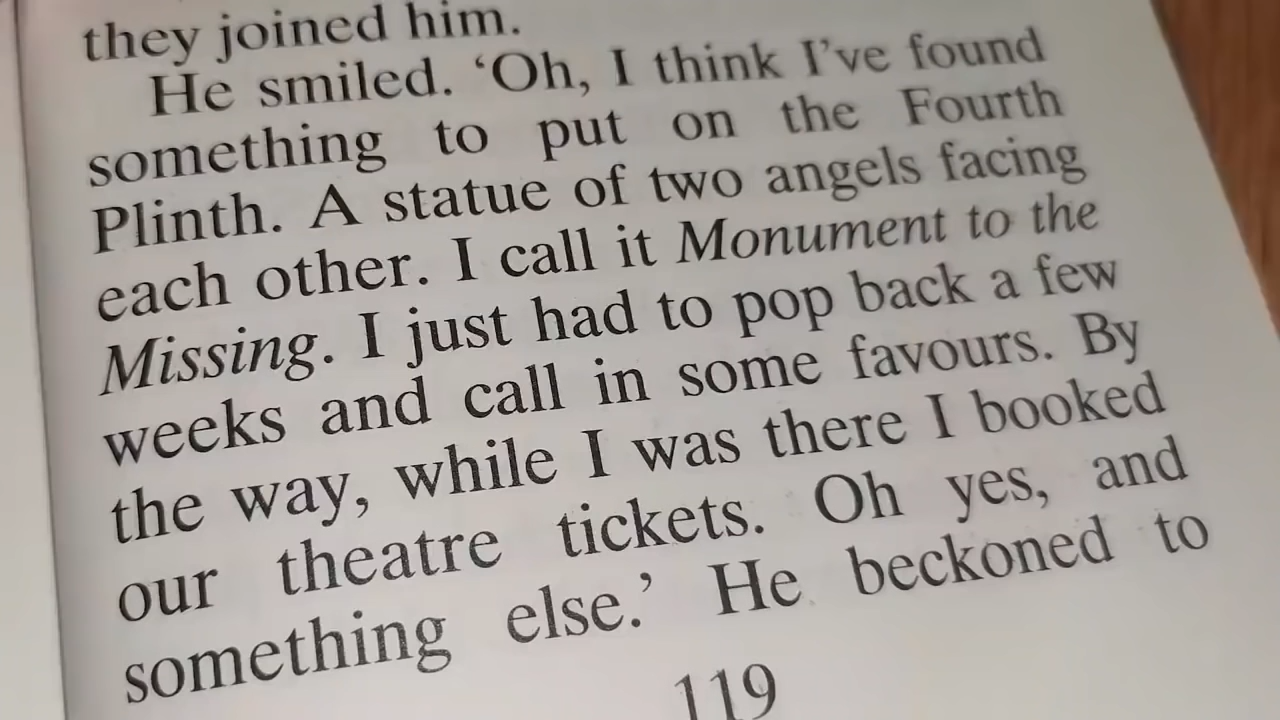 they joined him.
He smiled. ‘Oh, I think I’ve found
something to put on the Fourth
Plinth. A statue of two angels facing
each other. I call it Monument to the
Missing. I just had to pop back a few
weeks and call in some favours. By
the way, while I was there I booked
our theatre tickets. Oh yes, and
something else.’ He beckoned to
119